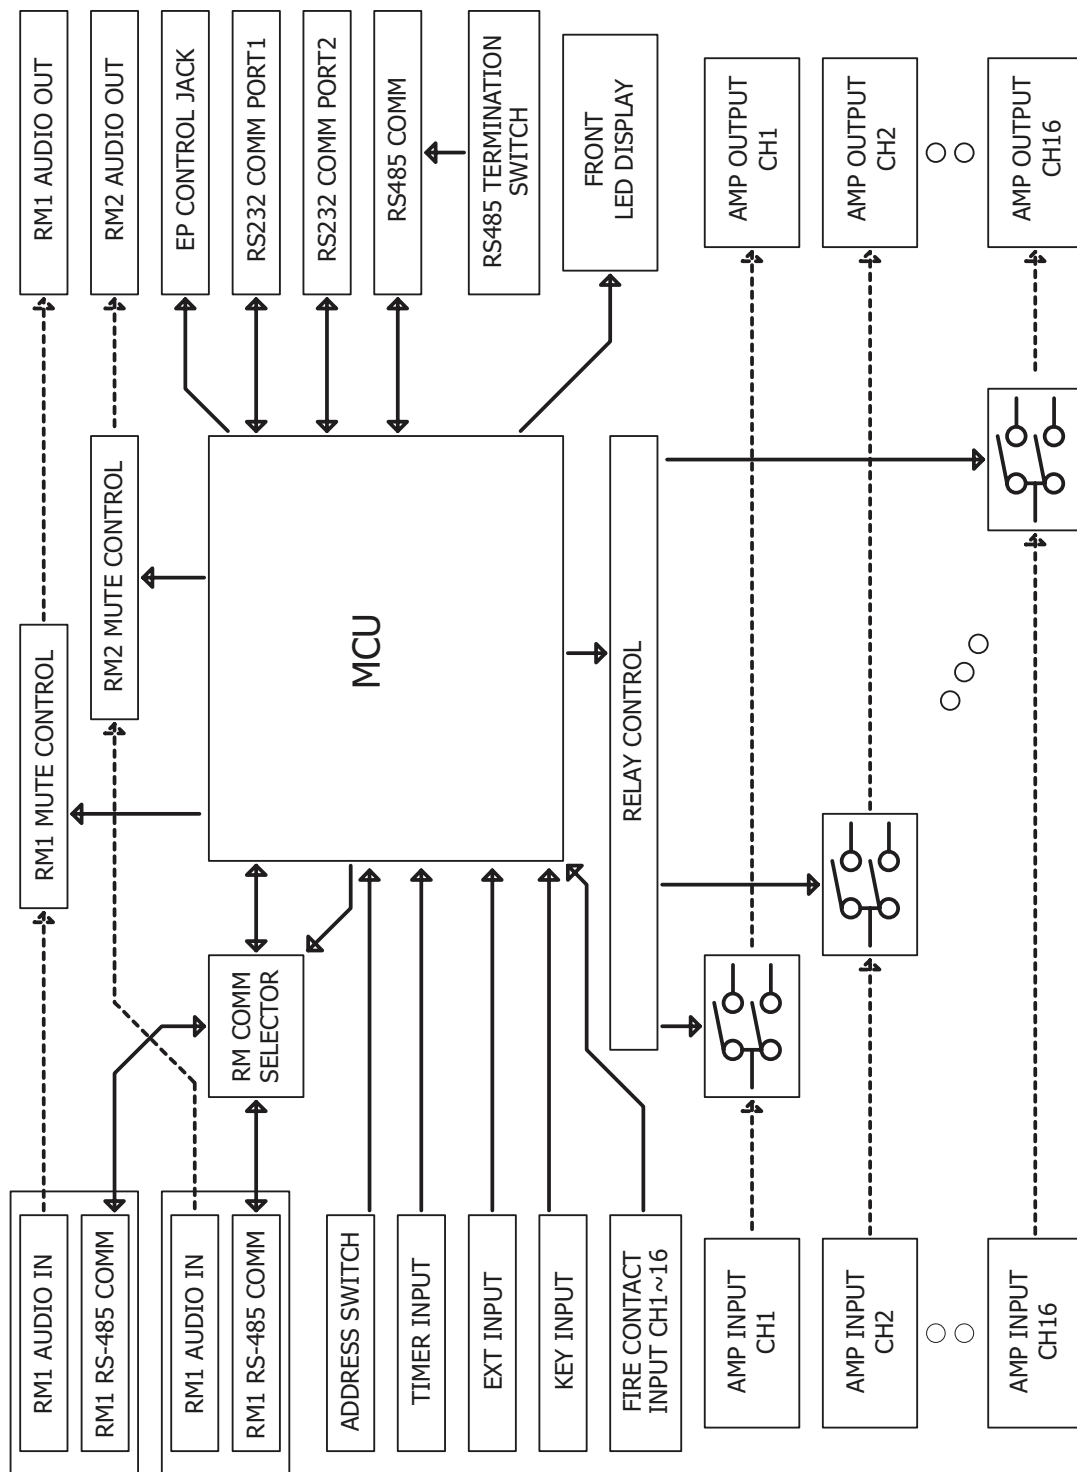 RM1 AUDIO IN
RM1 RS-485 COMM
RM1 AUDIO IN
RM1 RS-485 COMM
ADDRESS SWITCH
TIMER INPUT
EXT INPUT
KEY INPUT
FIRE CONTACT
INPUT CH1~16
AMP INPUT
CH1
AMP INPUT
CH2
AMP INPUT
CH16
RM COMM
SELECTOR
RM1 MUTE CONTROL
RM2 MUTE CONTROL
MCU
RELAY CONTROL
RM1 AUDIO OUT
RM2 AUDIO OUT
EP CONTROL JACK
RS232 COMM PORT1
RS232 COMM PORT2
RS485 COMM
RS485 TERMINATION
SWITCH
FRONT
LED DISPLAY
AMP OUTPUT
CH1
AMP OUTPUT
CH2
AMP OUTPUT
CH16